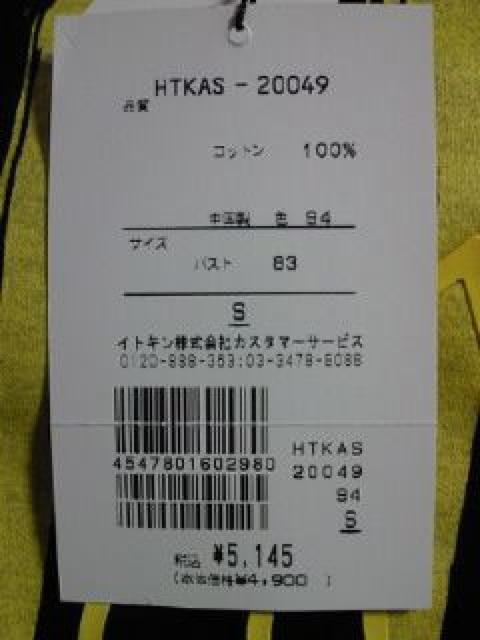 HTKAS-20049
品質
コットン 100%
中国製 色 94
サイズ
バスト 83
S
イトキン株式会社カスタマーサービス
0120-888-363:03-3478-8088
4547801602980
HTKAS
20049
94
S
税込 ¥5,145
(本体価格¥4,900 )